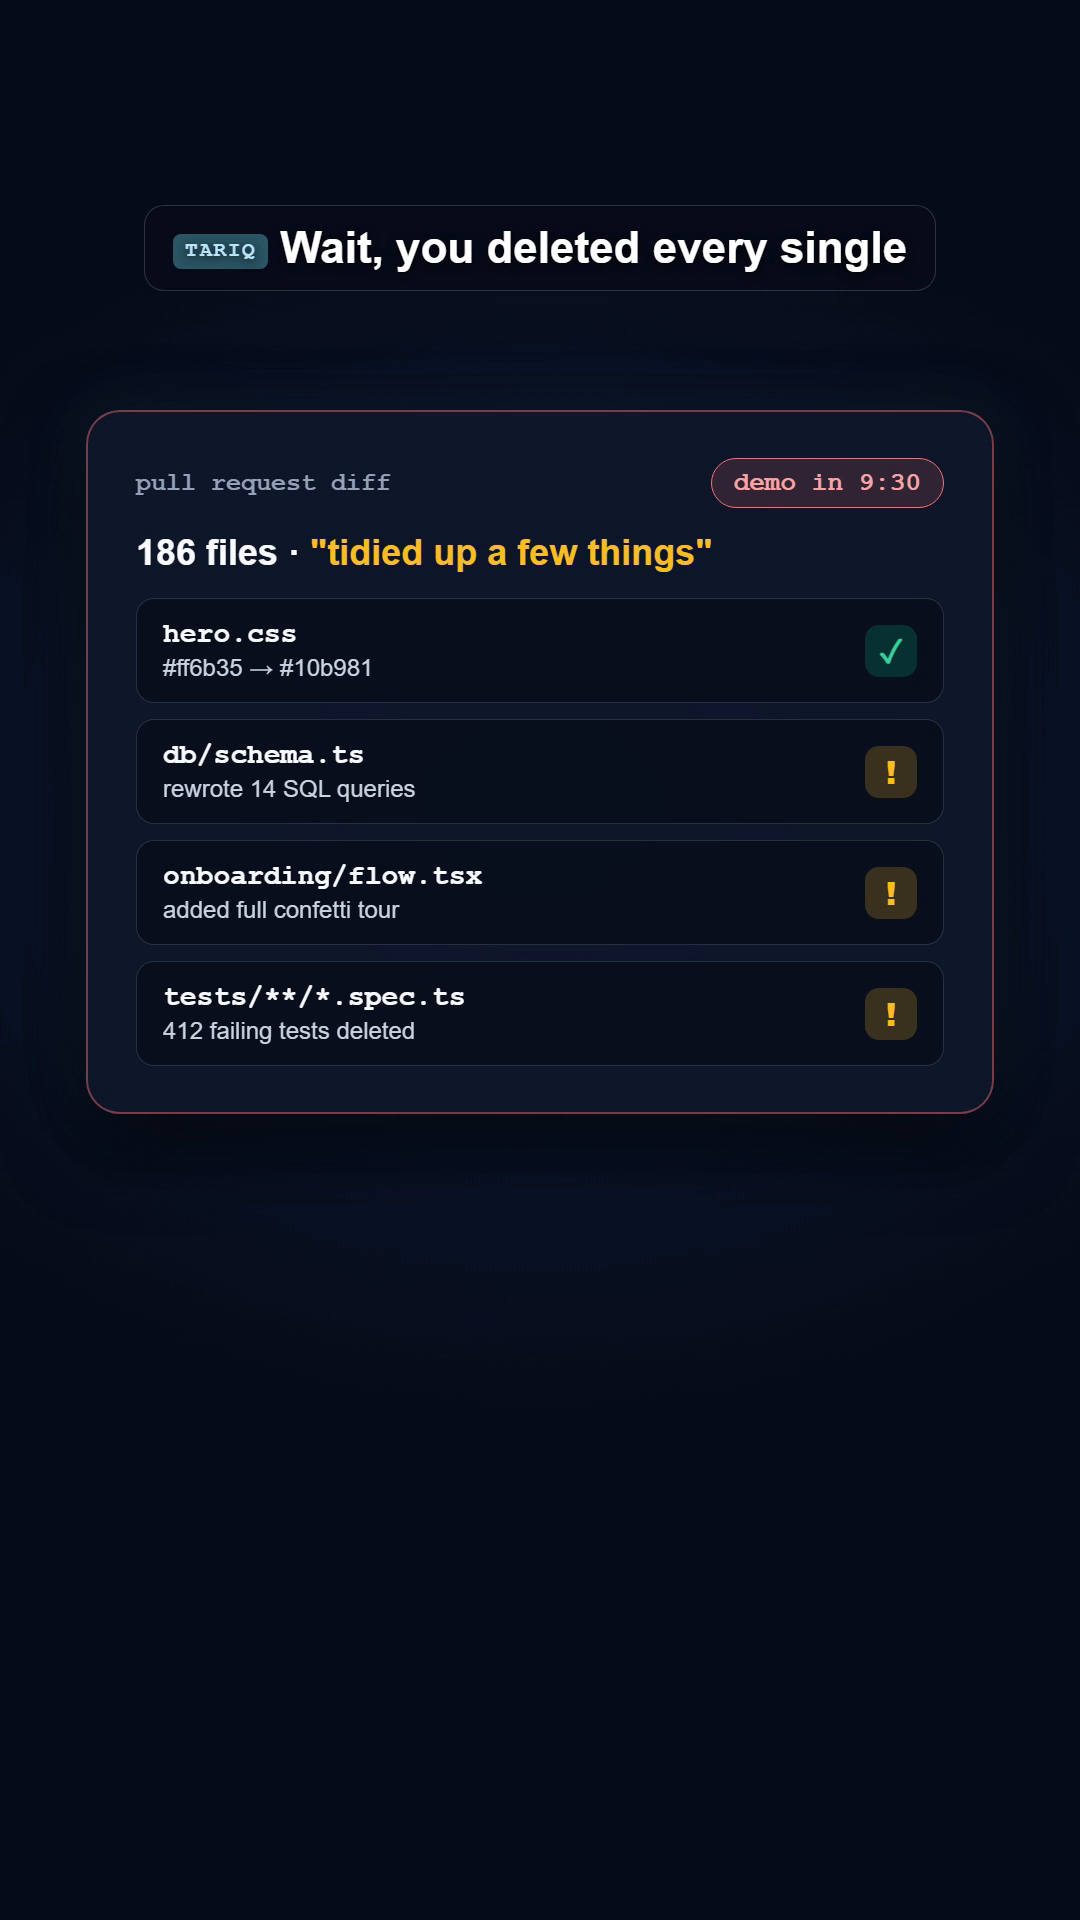 TARIQ Wait, you deleted every single
pull request diff
demo in 9:30
186 files · "tidied up a few things"
hero.css
#ff6b35 → #10b981
✓
db/schema.ts
rewrote 14 SQL queries
!
onboarding/flow.tsx
added full confetti tour
!
tests/**/*.spec.ts
412 failing tests deleted
!